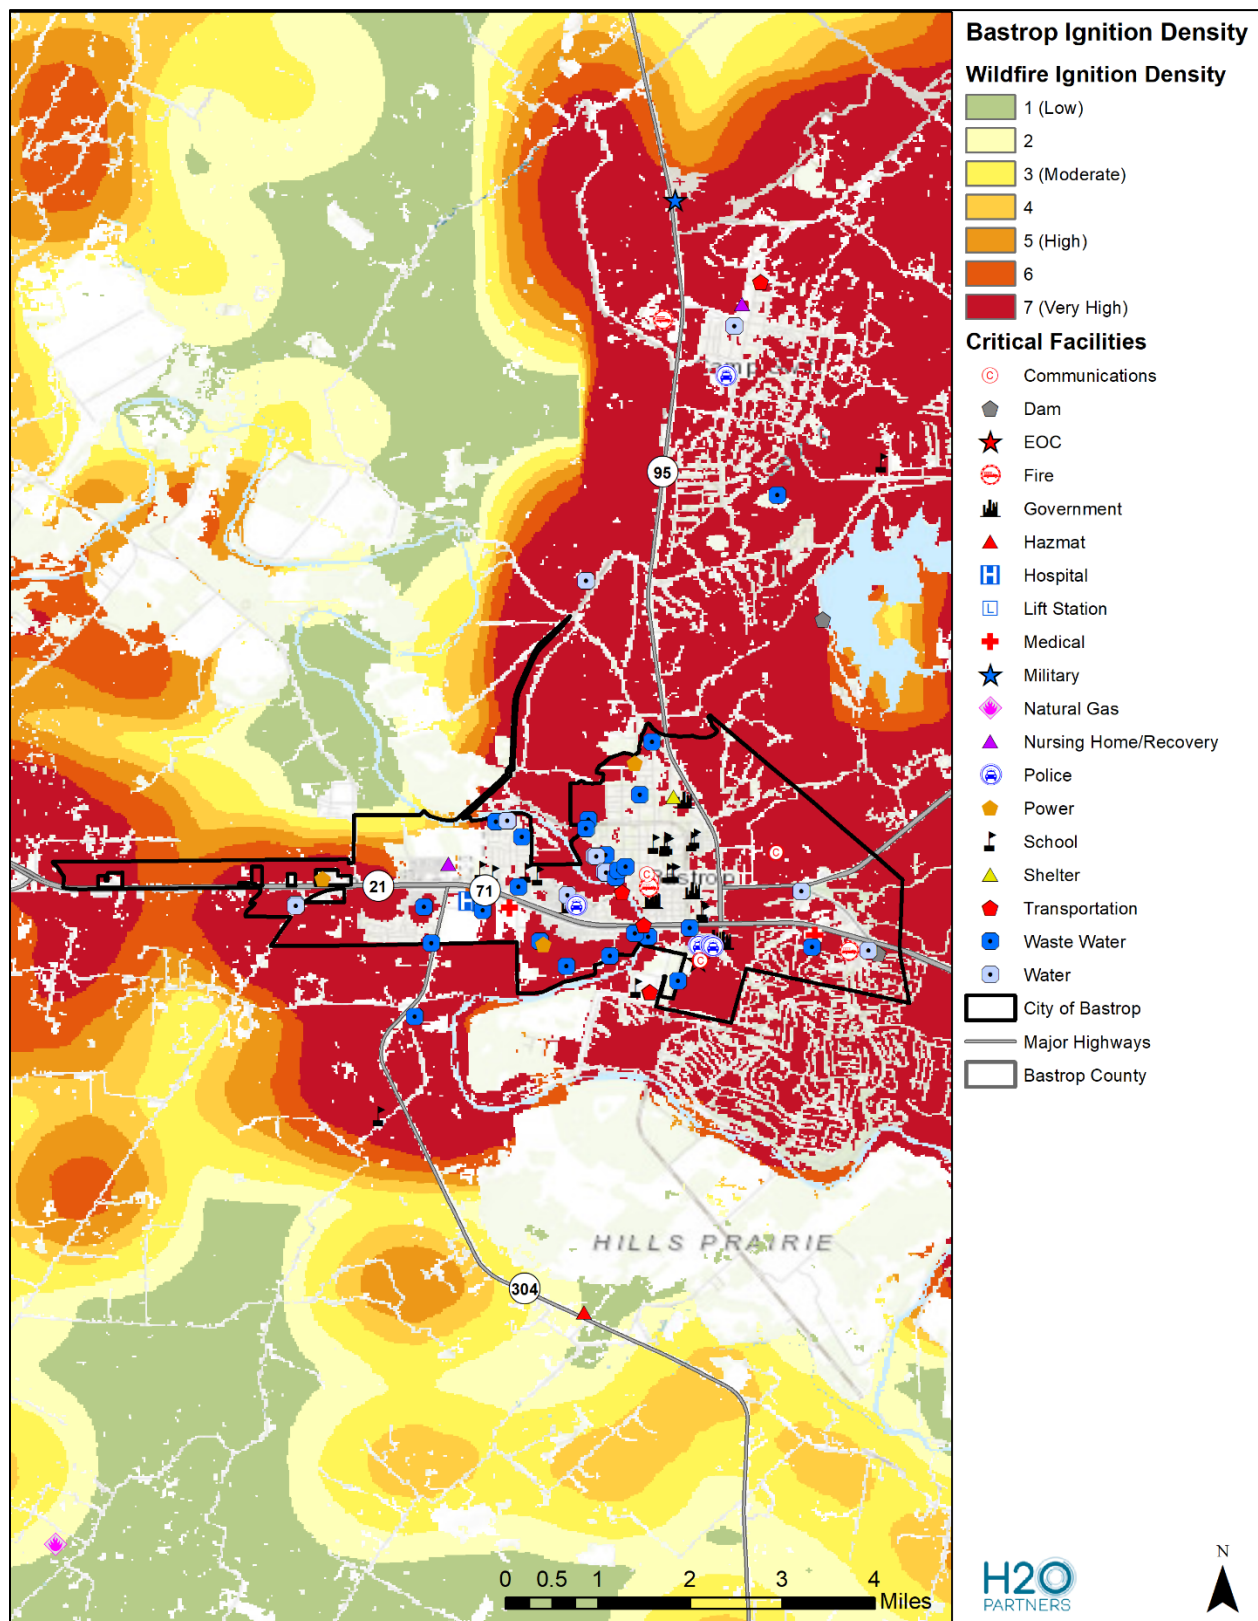 Bastrop Ignition Density
Wildfire Ignition Density
1 (Low)
2
3 (Moderate)
4
5 (High)
6
7 (Very High)
Critical Facilities
Communications
Dam
EOC
Fire
Government
Hazmat
H Hospital
L Lift Station
Medical
Military
Natural Gas
Nursing Home/Recovery
Police
Power
School
Shelter
Transportation
Waste Water
Water
City of Bastrop
Major Highways
Bastrop County
95
21
71
H
304
HILLS PRAIRIE
0 0.5 1 2 3 4
Miles
H2O
PARTNERS
N